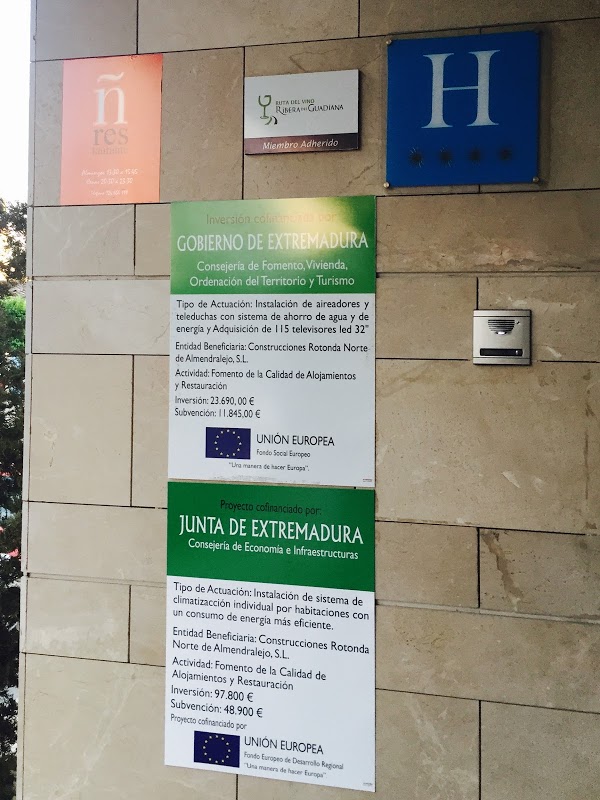 ñ
res
RUTA DEL VINO
RIBERA DEL GUADIANA
Miembro Adherido
H
Inversión cofinanciada por:
GOBIERNO DE EXTREMADURA
Consejería de Fomento, Vivienda,
Ordenación del Territorio y Turismo
Tipo de Actuación: Instalación de aireadores y
teleduchas con sistema de ahorro de agua y de
energía y Adquisición de 115 televisores led 32"
Entidad Beneficiaria: Construcciones Rotonda Norte
de Almendralejo, S.L.
Actividad: Fomento de la Calidad de Alojamientos
y Restauración
Inversión: 23.690,00 €
Subvención: 11.845,00 €
UNIÓN EUROPEA
Fondo Social Europeo
"Una manera de hacer Europa".
Proyecto cofinanciado por:
JUNTA DE EXTREMADURA
Consejería de Economía e Infraestructuras
Tipo de Actuación: Instalación de sistema de
climatizacción individual por habitaciones con
un consumo de energía más eficiente.
Entidad Beneficiaria: Construcciones Rotonda
Norte de Almendralejo, S.L.
Actividad: Fomento de la Calidad de
Alojamientos y Restauración
Inversión: 97.800 €
Subvención: 48.900 €
Proyecto cofinanciado por
UNIÓN EUROPEA
Fondo Europeo de Desarrollo Regional
"Una manera de hacer Europa"